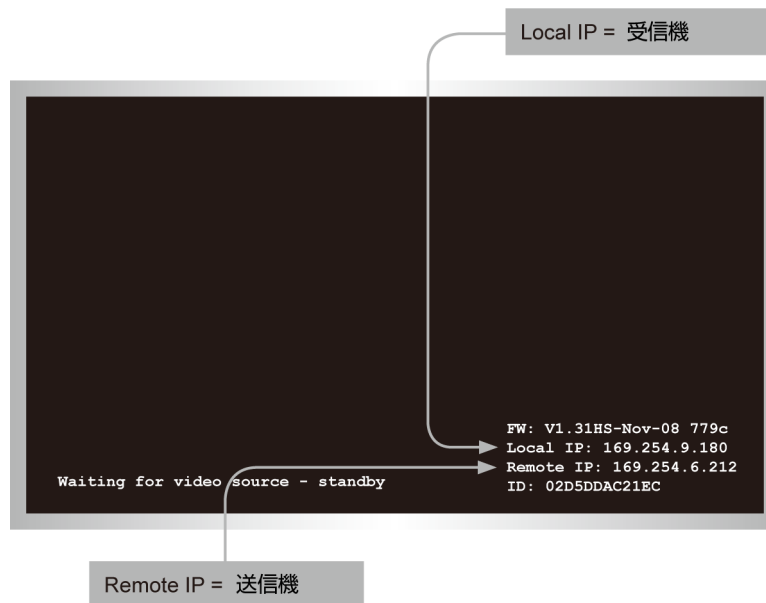 Local IP = 受信機
FW: V1.31HS-Nov-08 779c
Local IP: 169.254.9.180
Remote IP: 169.254.6.212
Waiting for video source - standby
ID: 02D5DDAC21EC
Remote IP = 送信機